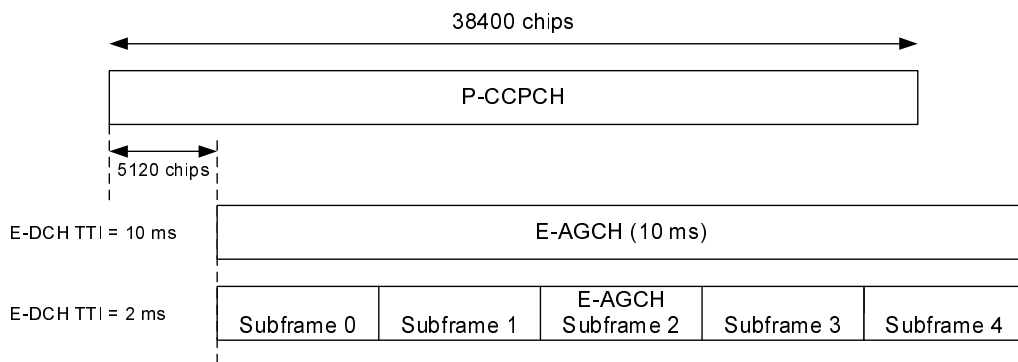 38400 chips
P-CCPCH
5120 chips
E-DCH TTI = 10 ms
E-AGCH (10 ms)
E-DCH TTI = 2 ms
Subframe 0
Subframe 1
E-AGCH
Subframe 2
Subframe 3
Subframe 4